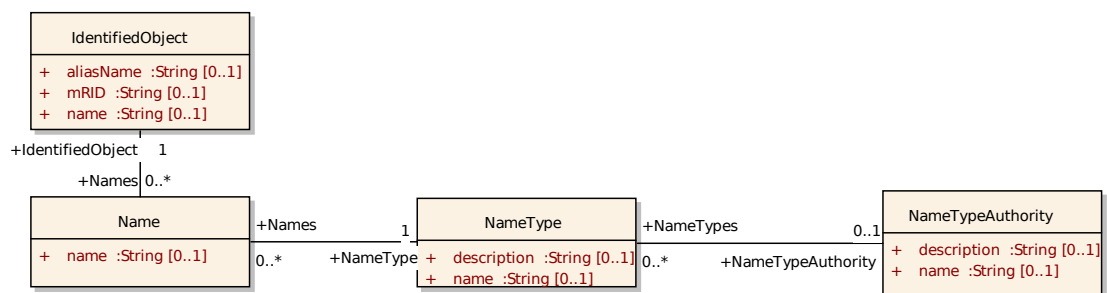 IdentifiedObject
+ aliasName :String [0..1]
+ mRID :String [0..1]
+ name :String [0..1]
+IdentifiedObject 1
+Names 0..*
Name
+ name :String [0..1]
+Names
0..*
1
+NameType
NameType
+ description :String [0..1]
+ name :String [0..1]
+NameTypes
0..*
0..1
+NameTypeAuthority
NameTypeAuthority
+ description :String [0..1]
+ name :String [0..1]